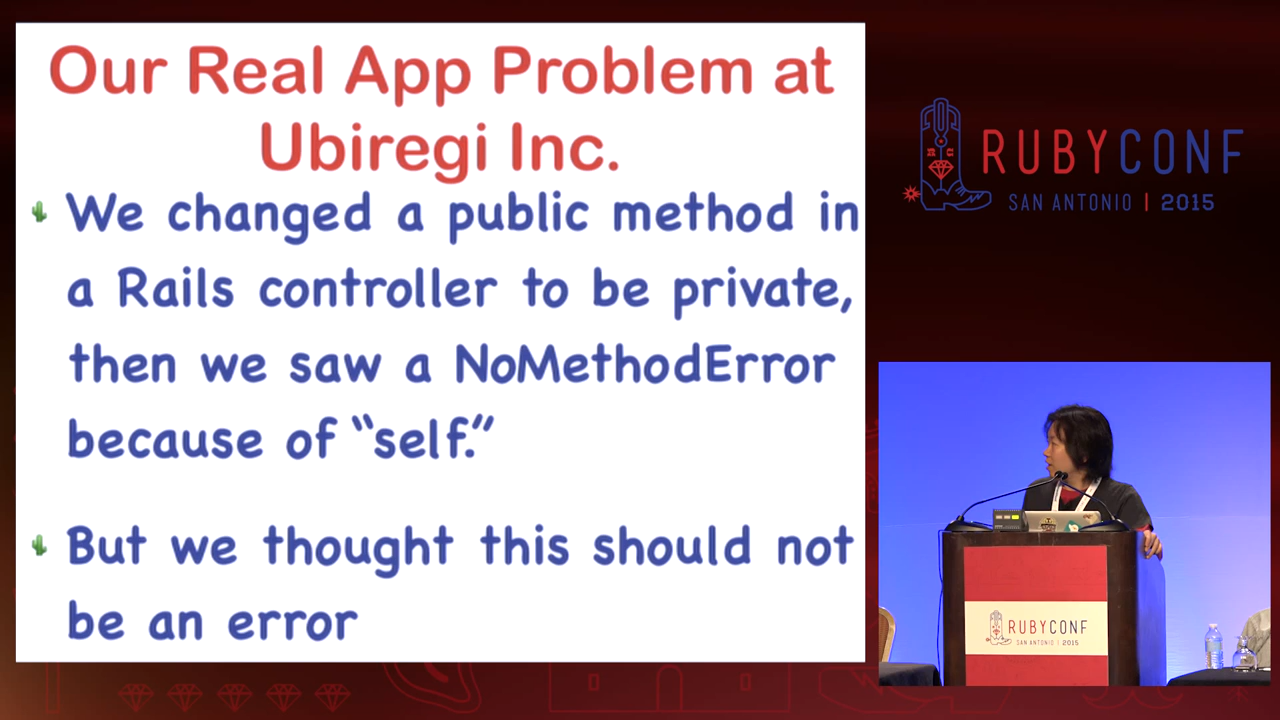 Our Real App Problem at
Ubiregi Inc.
We changed a public method in
a Rails controller to be private,
then we saw a NoMethodError
because of “self.”
But we thought this should not
be an error
RUBYCONF
SAN ANTONIO | 2015
RUBYCONF
SAN ANTONIO | 2015